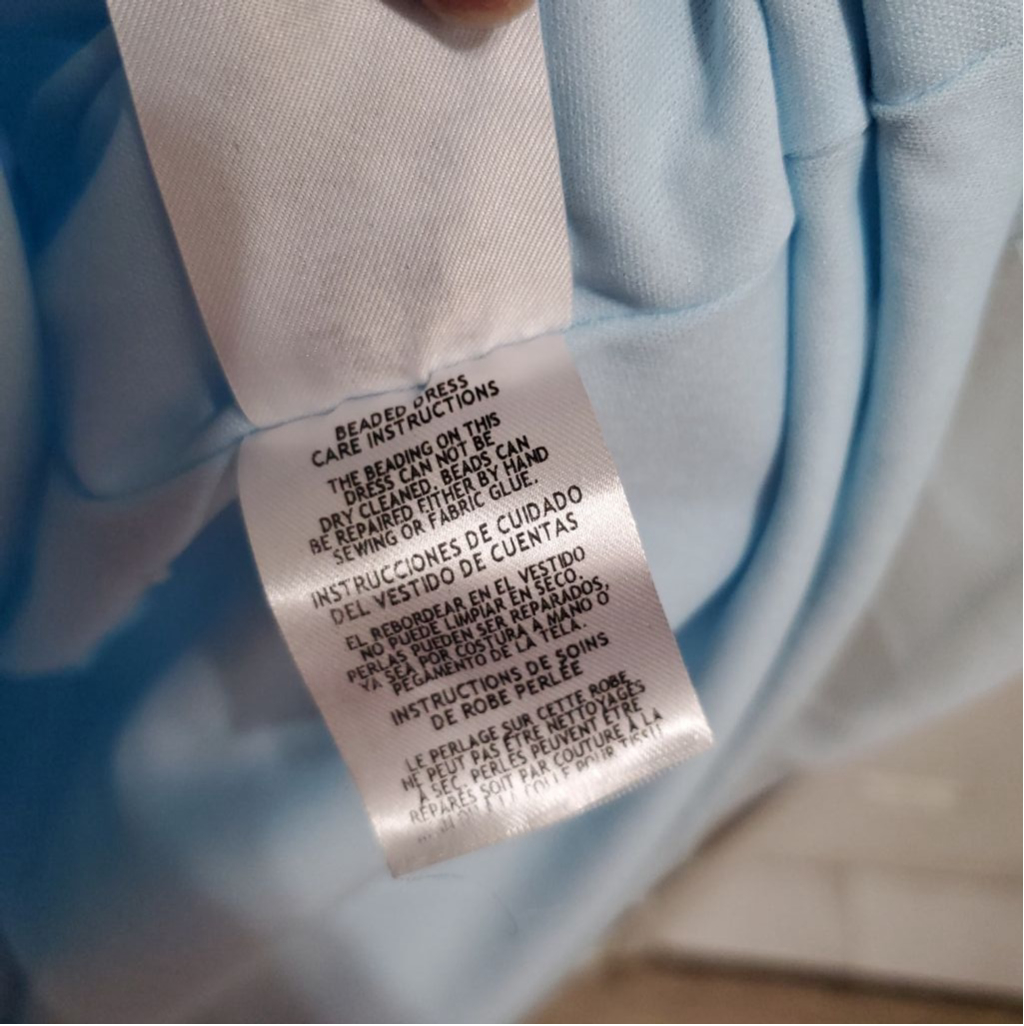 BEADED DRESS
CARE INSTRUCTIONS
THE BEADING ON THIS
DRESS CAN NOT BE
DRY CLEANED. BEADS CAN
BE REPAIRED EITHER BY HAND
SEWING OR FABRIC GLUE.
INSTRUCCIONES DE CUIDADO
DEL VESTIDO DE CUENTAS
EL REBORDEAR EN EL VESTIDO
NO PUEDE LIMPIAR EN SECO.
PERLAS PUEDEN SER REPARADOS,
YA SEA POR COSTURA A MANO O'
PEGAMENTO DE LA TELA.
INSTRUCTIONS DE SOINS
DE ROBE PERLÉE
LE PERLAGE SUR CETTE ROBE
NE PEUT PAS ÊTRE NETTOYAGES
A SEC. PERLES PEUVENT ÊTRE
RÉPARÉS SOIT PAR COUTURE À LA
COLLE POUR